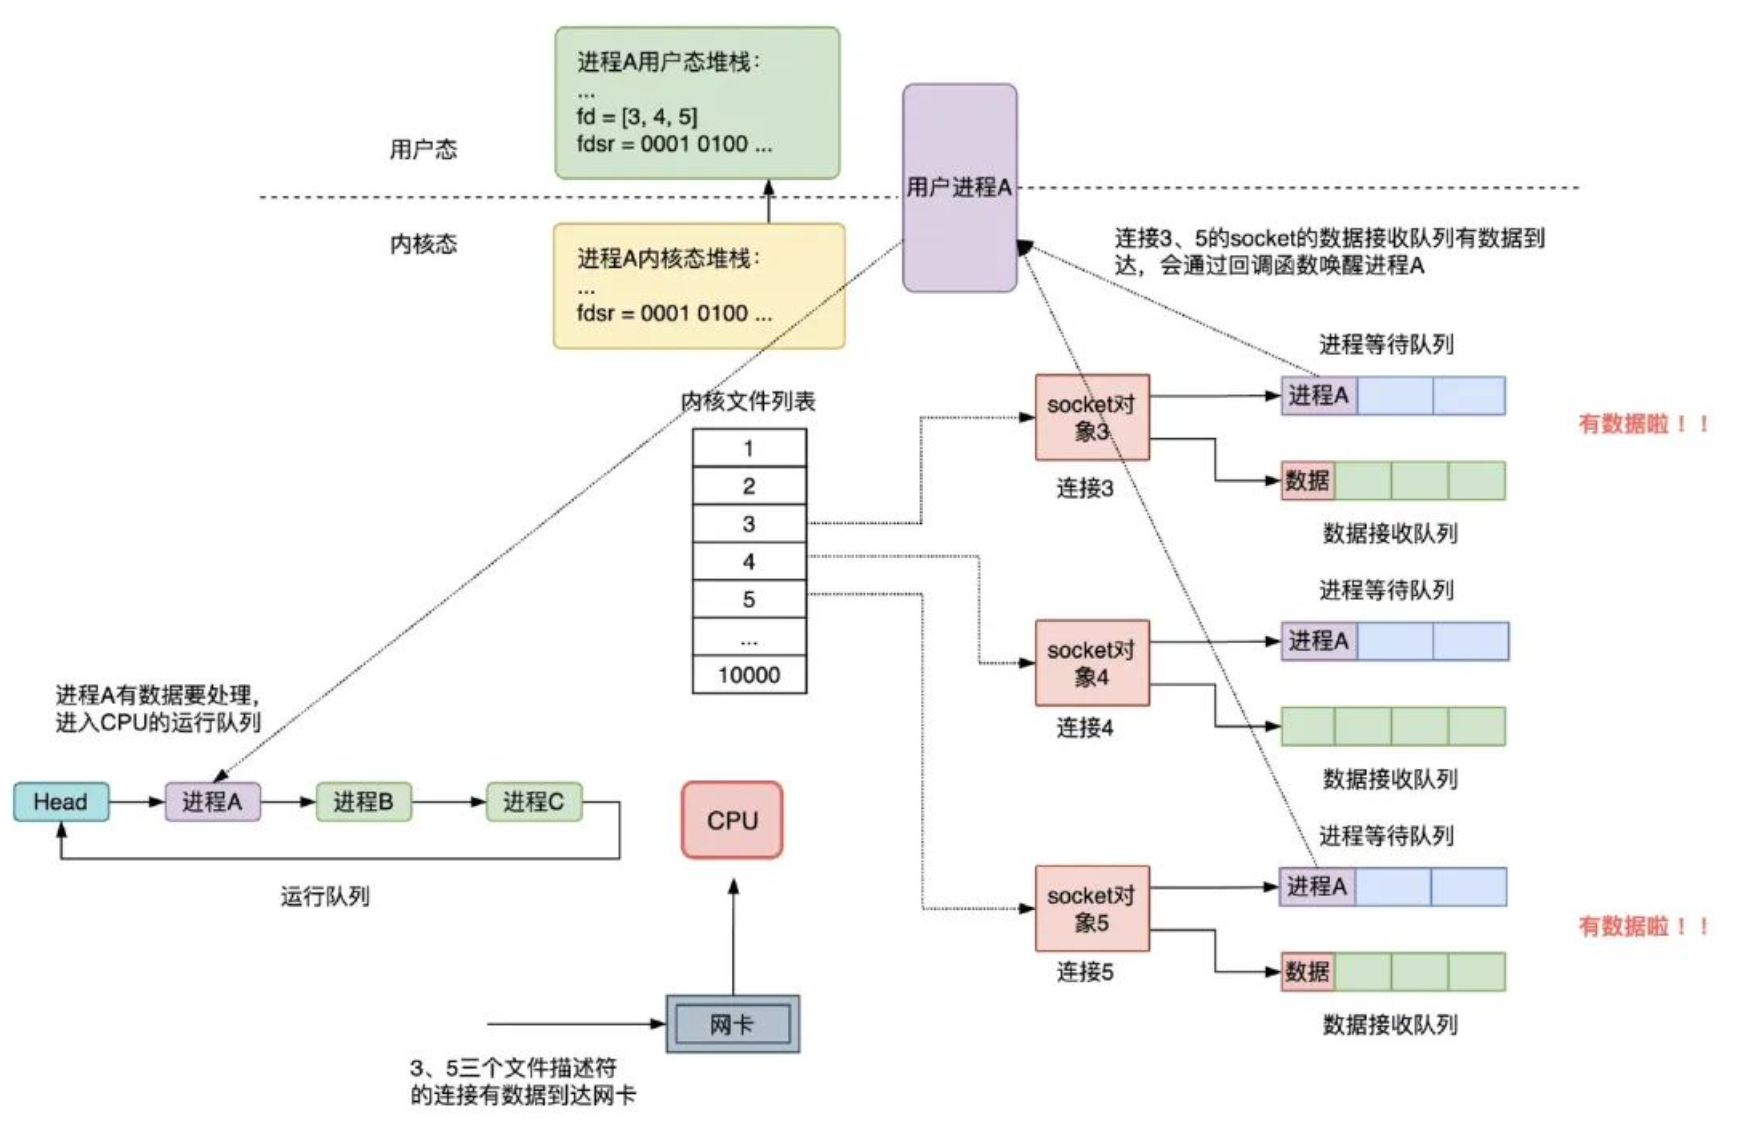 进程A用户态堆栈：
...
fd = [3, 4, 5]
fdsr = 0001 0100 ...
用户态
用户进程A
内核态
进程A内核态堆栈：
...
fdsr = 0001 0100 ...
连接3、5的socket的数据接收队列有数据到
达，会通过回调函数唤醒进程A
内核文件列表
1
2
3
4
5
...
10000
进程等待队列
socket对
象3
进程A
有数据啦！！
数据
连接3
数据接收队列
进程等待队列
socket对
象4
进程A
连接4
数据接收队列
进程等待队列
socket对
象5
进程A
有数据啦！！
数据
连接5
数据接收队列
进程A有数据要处理，
进入CPU的运行队列
Head
进程A
进程B
进程C
运行队列
CPU
网卡
3、5三个文件描述符
的连接有数据到达网卡